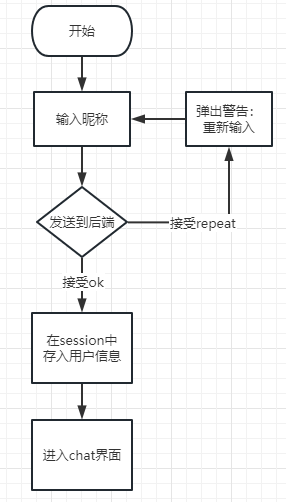 开始
输入昵称
弹出警告：
重新输入
发送到后端
接受repeat
接受ok
在session中
存入用户信息
进入chat界面